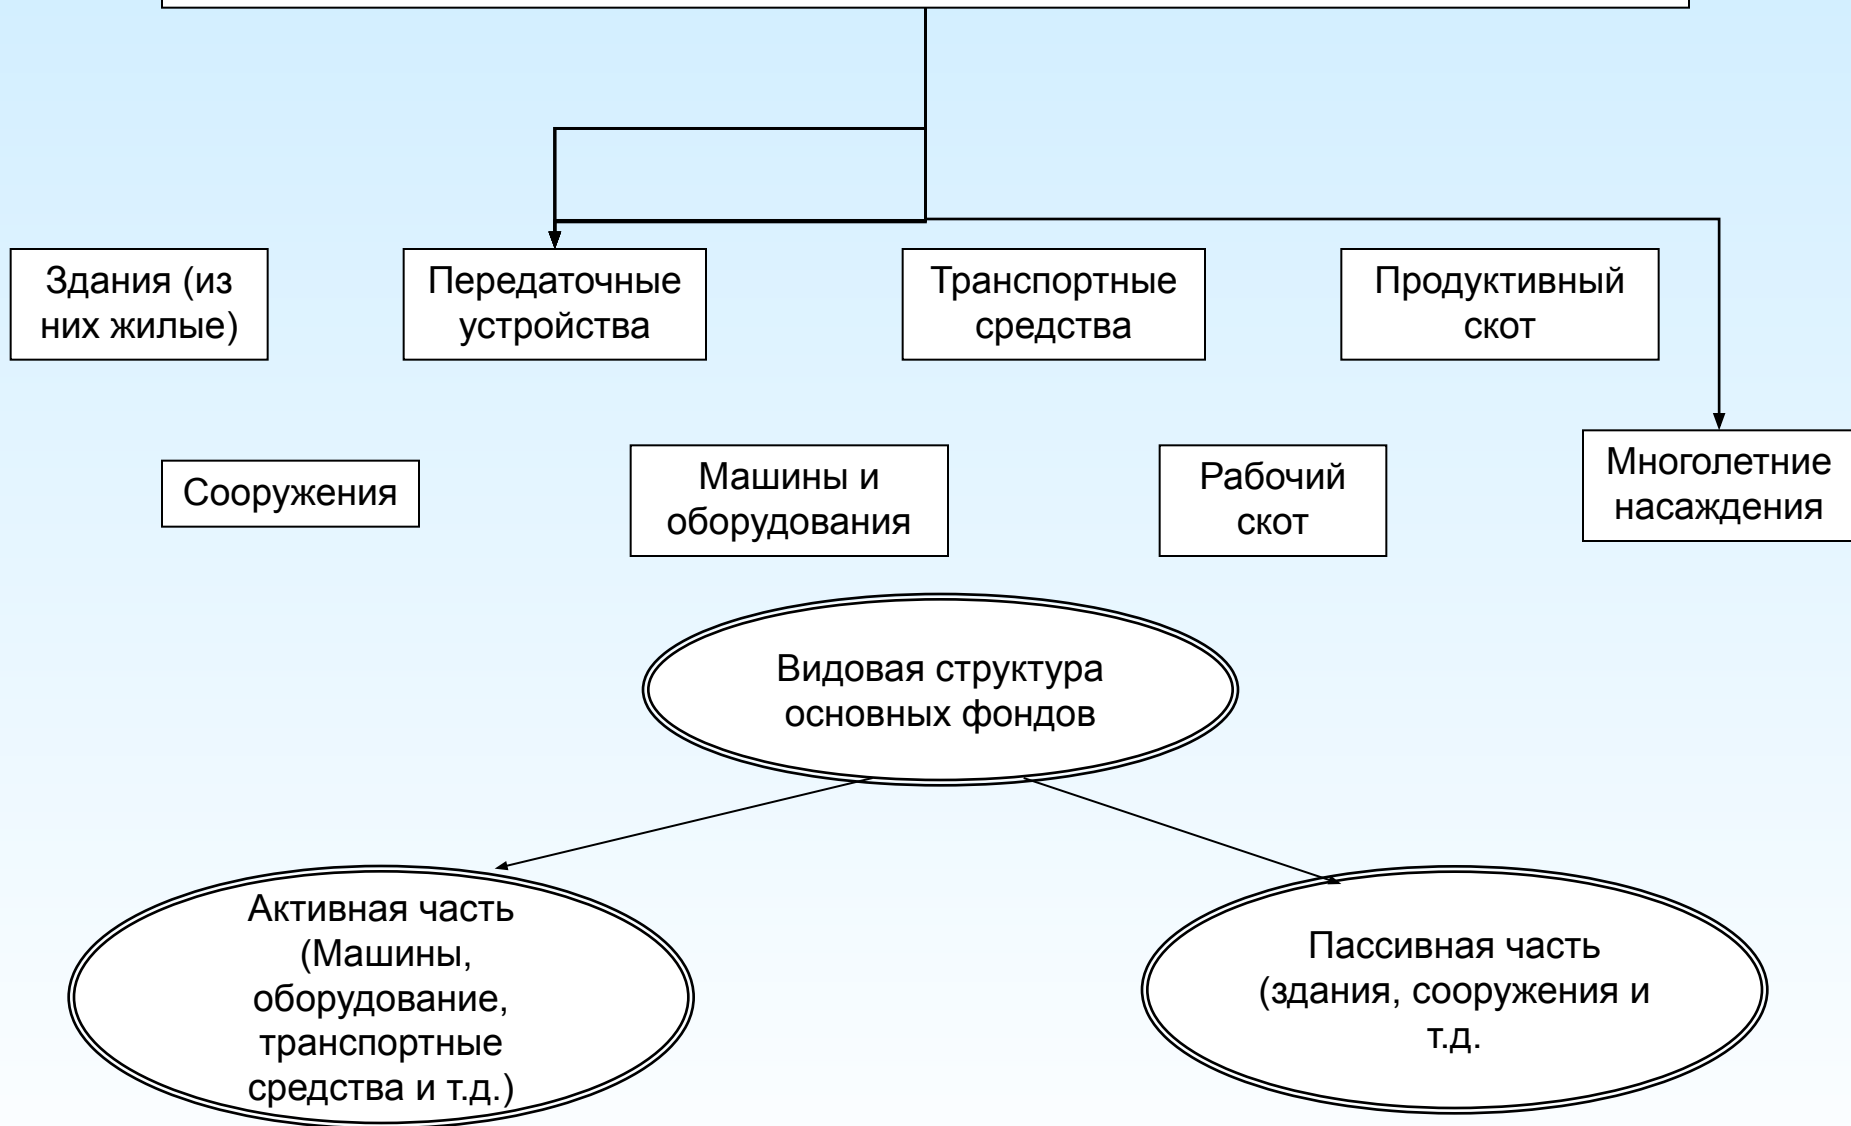 Здания (из
них жилые)
Передаточные
устройства
Транспортные
средства
Продуктивный
скот
Сооружения
Машины и
оборудования
Рабочий
скот
Многолетние
насаждения
Видовая структура
основных фондов
Активная часть
(Машины,
оборудование,
транспортные
средства и т.д.)
Пассивная часть
(здания, сооружения и
т.д.